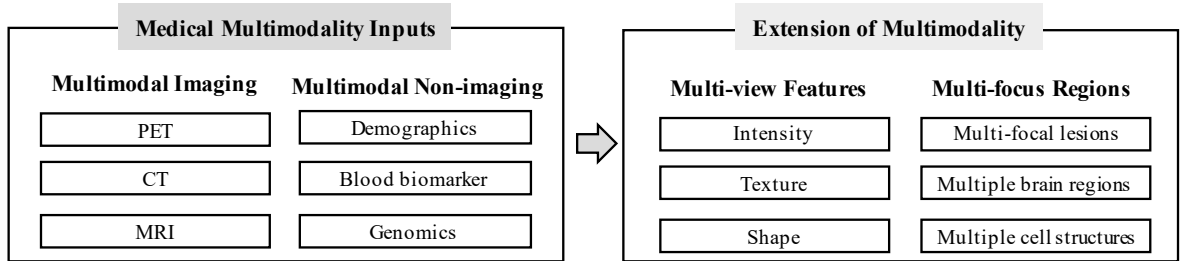 Medical Multimodality Inputs
Multimodal Imaging
PET
CT
MRI
Multimodal Non-imaging
Demographics
Blood biomarker
Genomics
Extension of Multimodality
Multi-view Features
Intensity
Texture
Shape
Multi-focus Regions
Multi-focal lesions
Multiple brain regions
Multiple cell structures